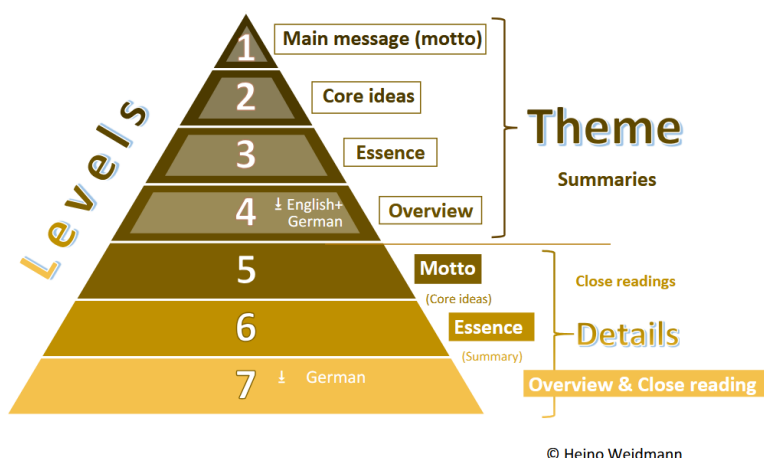 Levels
1
Main message (motto)
2
Core ideas
3
Essence
4
⤓ English+
German
Overview
Theme
Summaries
5
Motto
(Core ideas)
Close readings
6
Essence
(Summary)
Details
7
⤓ German
Overview & Close reading
© Heino Weidmann